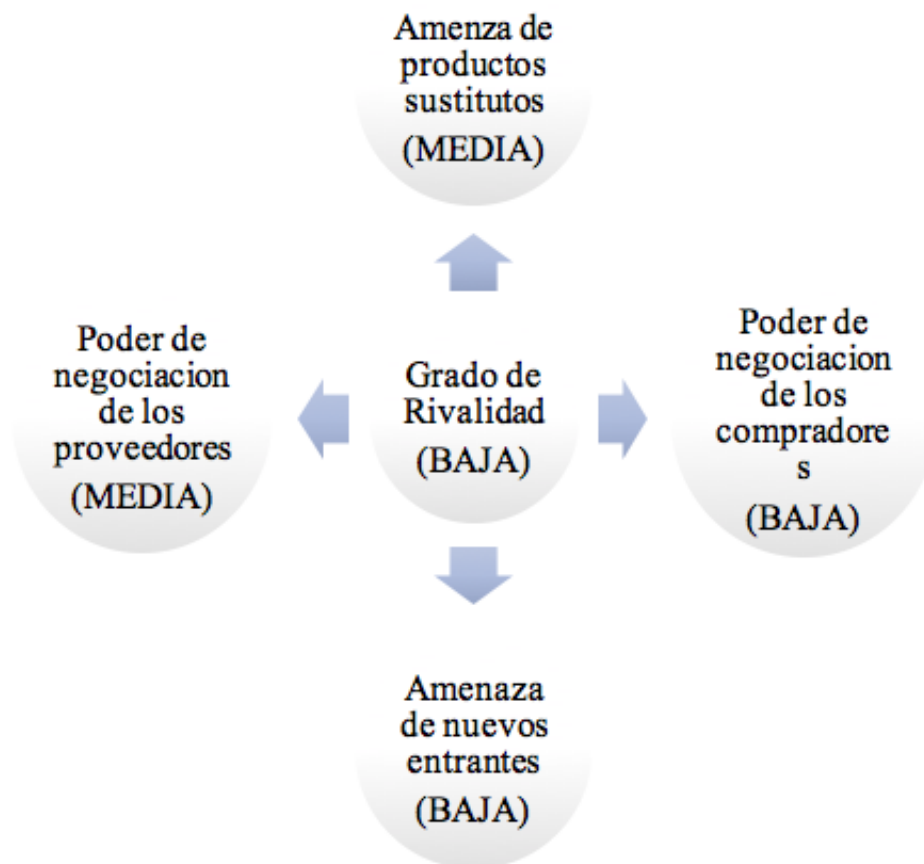 Amenza de
productos
sustitutos
(MEDIA)
Poder de
negociacion
de los
proveedores
(MEDIA)
Grado de
Rivalidad
(BAJA)
Poder de
negociacion
de los
compradore
s
(BAJA)
Amenaza
de nuevos
entrantes
(BAJA)